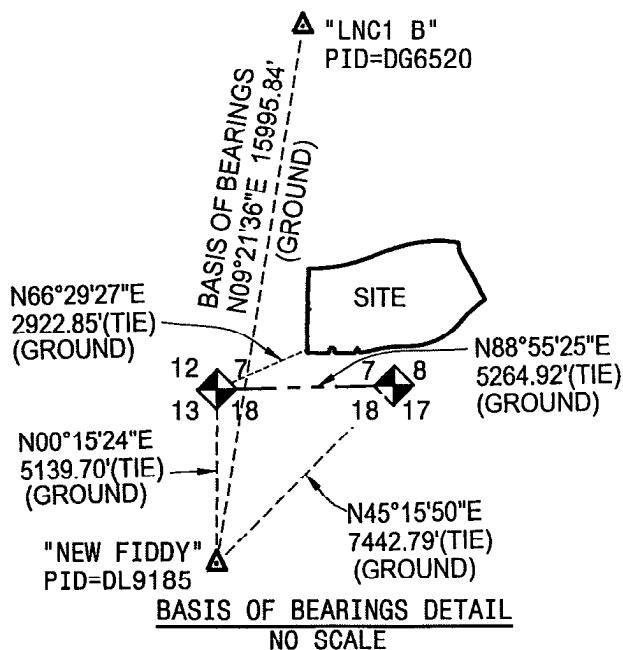 "LNC1 B"
PID=DG6520
BASIS OF BEARINGS
N09°21'36"E 15995.84'
(GROUND)
SITE
N66°29'27"E
2922.85'(TIE)
(GROUND)
N88°55'25"E
5264.92'(TIE)
(GROUND)
12 7
13 18
7 8
18 17
N00°15'24"E
5139.70'(TIE)
(GROUND)
N45°15'50"E
7442.79'(TIE)
(GROUND)
"NEW FIDDY"
PID=DL9185
BASIS OF BEARINGS DETAIL
NO SCALE